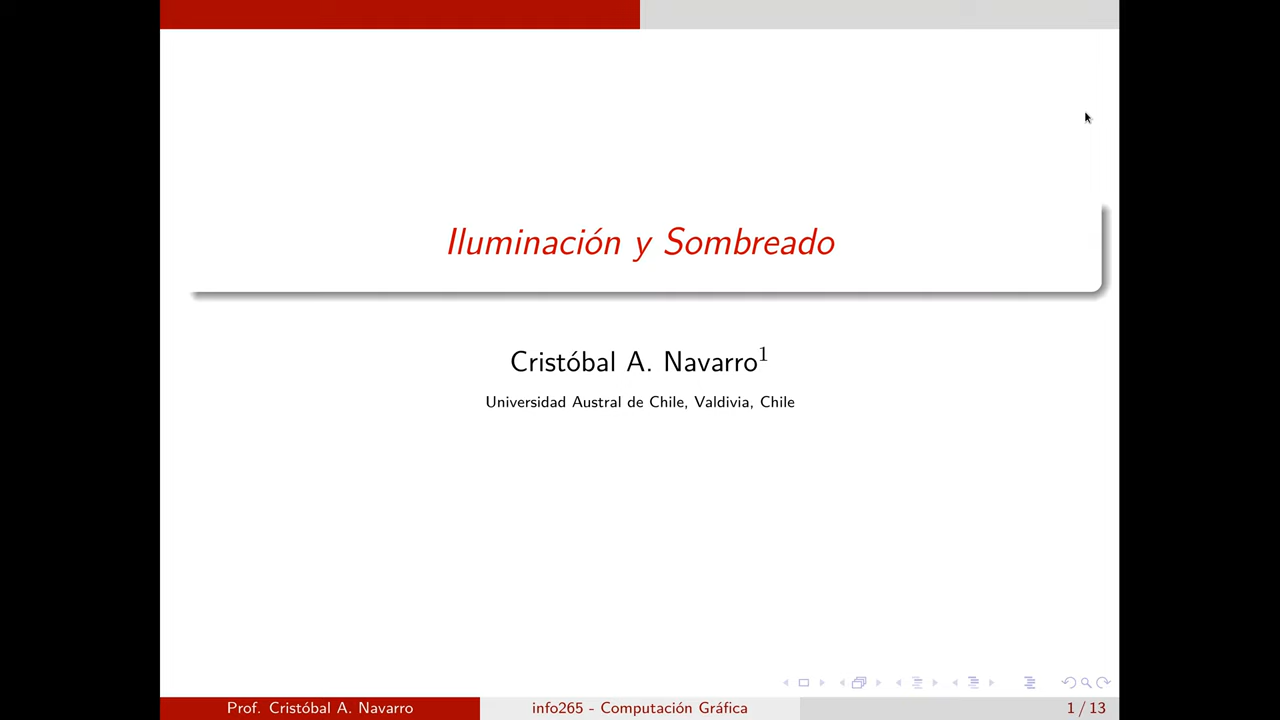 Iluminación y Sombreado
Cristóbal A. Navarro¹
Universidad Austral de Chile, Valdivia, Chile
Prof. Cristóbal A. Navarro
info265 - Computación Gráfica
1 / 13